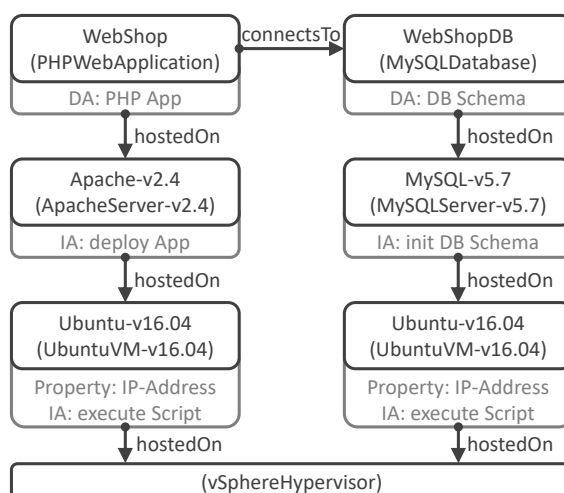 WebShop
(PHPWebApplication)
DA: PHP App
connectsTo
WebShopDB
(MySQLDatabase)
DA: DB Schema
hostedOn
hostedOn
Apache-v2.4
(ApacheServer-v2.4)
IA: deploy App
MySQL-v5.7
(MySQLServer-v5.7)
IA: init DB Schema
hostedOn
hostedOn
Ubuntu-v16.04
(UbuntuVM-v16.04)
Property: IP-Address
IA: execute Script
Ubuntu-v16.04
(UbuntuVM-v16.04)
Property: IP-Address
IA: execute Script
hostedOn
hostedOn
(vSphereHypervisor)